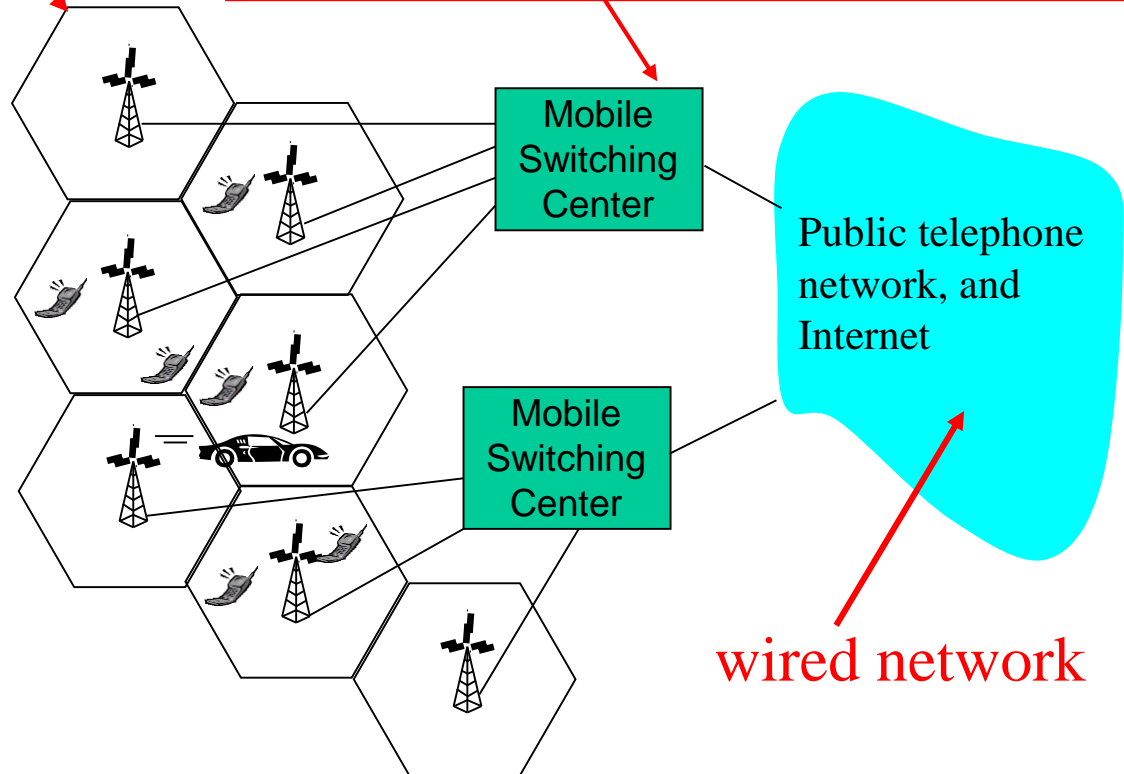 Mobile
Switching
Center
Public telephone
network, and
Internet
Mobile
Switching
Center
wired network